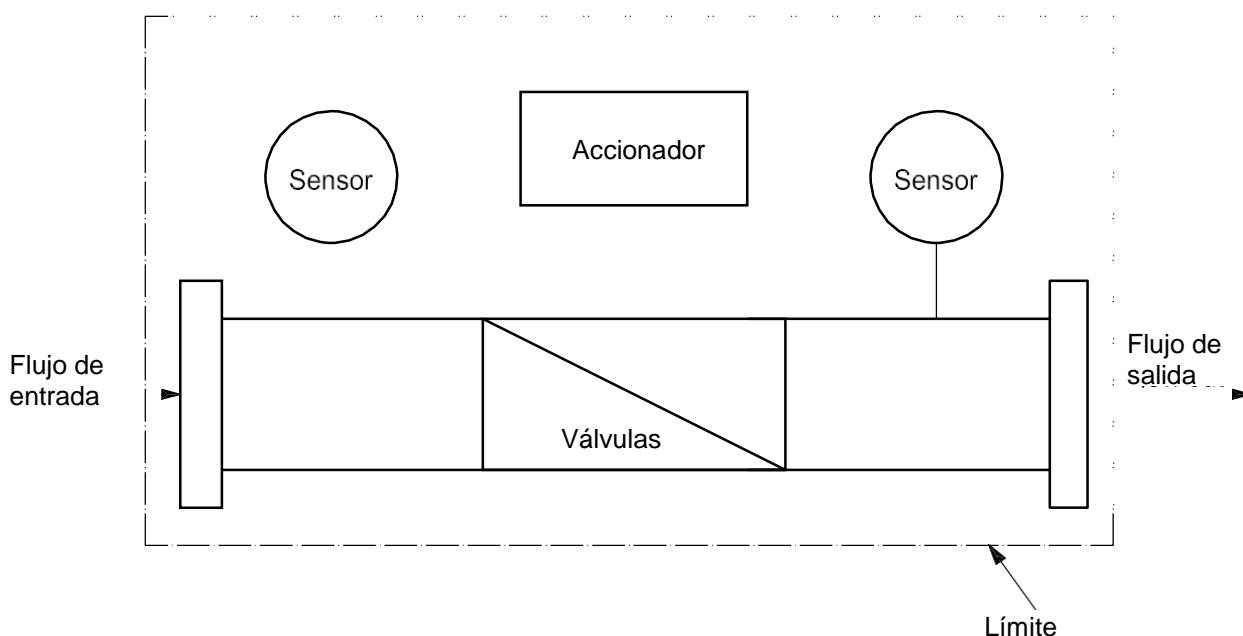 Accionador
Sensor
Sensor
Flujo de
entrada
Válvulas
Flujo de
salida
Límite